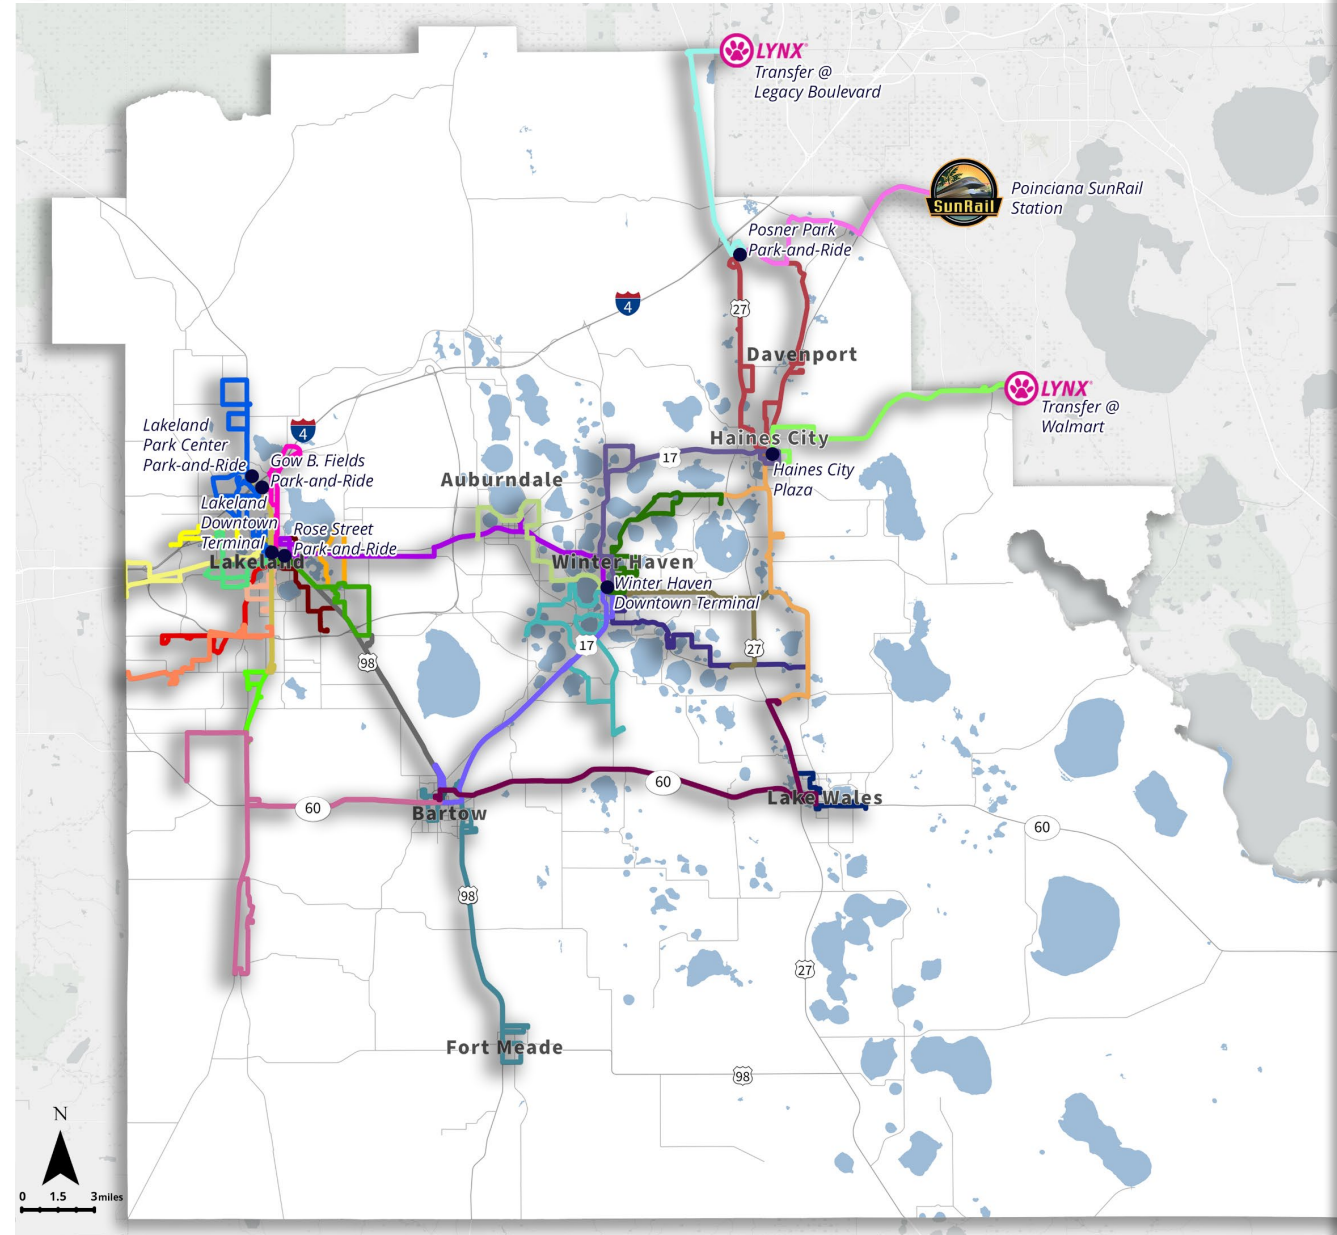 LYNX
Transfer @
Legacy Boulevard
SunRail
Poinciana SunRail
Station
Posner Park
Park-and-Ride
4
27
Davenport
LYNX
Transfer @
Walmart
4
Lakeland
Park Center
Park-and-Ride
Gow B. Fields
Park-and-Ride
Haines City
17
Haines City
Plaza
Auburndale
Lakeland
Downtown
Terminal
Rose Street
Park-and-Ride
Lakeland
Winter Haven
Winter Haven
Downtown Terminal
17
27
98
60
60
Lake Wales
60
Bartow
98
27
Fort Meade
98
N
0 1.5 3 miles